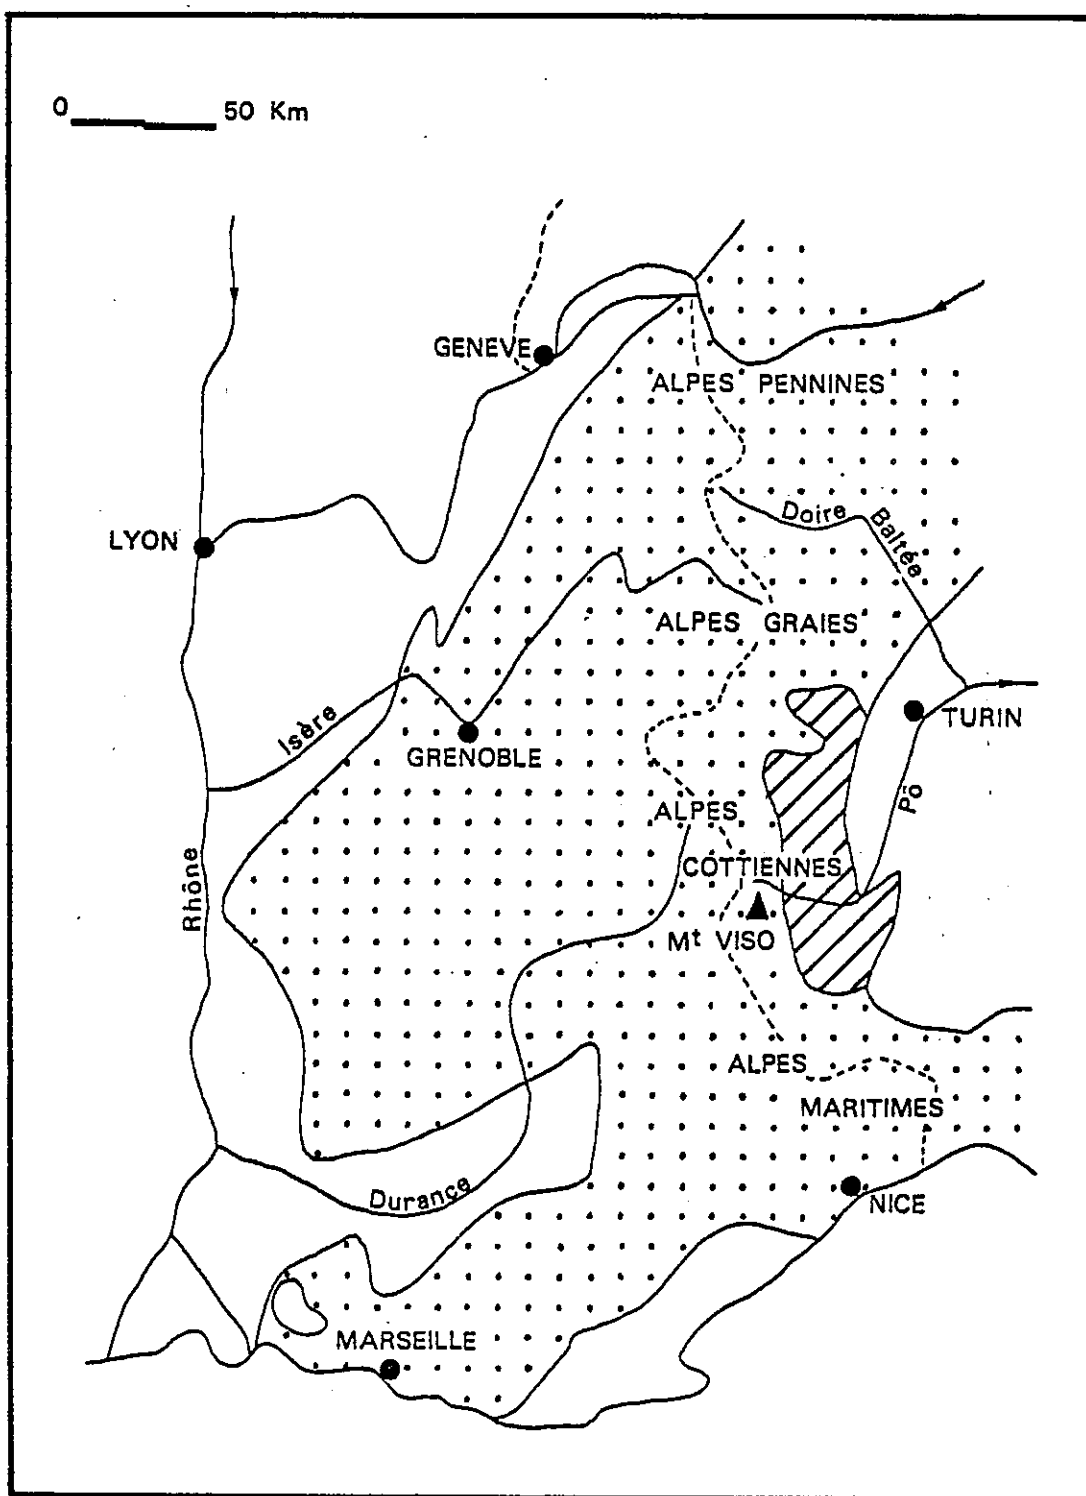 0 50 Km
GENEVE
ALPES PENNINES
Doire Baltée
LYON
ALPES GRAIES
Isère
TURIN
GRENOBLE
Pô
ALPES
COTTIENNES
Rhône
Mt VISO
ALPES
MARITIMES
Durance
NICE
MARSEILLE